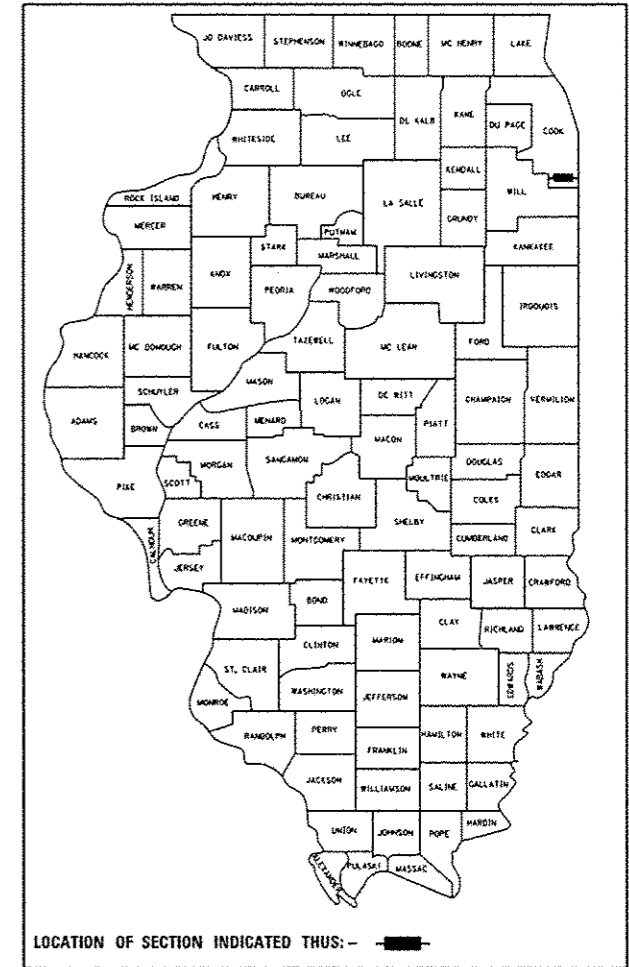 JO DAVIESS STEPHENSON WINNEBAGO BOONE MC HENRY LAKE
CARROLL OGLE DE KALB KANE DU PAGE COOK
WHITESIDE LEE KENDALL WILL
ROCK ISLAND HENRY BUREAU LA SALLE GRUNDY
MERCER PUTNAM KANKAKEE
HENDERSON WARREN KNOX STARK MARSHALL LIVINGSTON
PEORIA WOODFORD IROQUOIS
HANCOCK MC DONOUGH FULTON TAZEWELL MC LEAN FORD
SCHUYLER MASON LOGAN DE WITT CHAMPAIGN VERMILION
ADAMS BROWN CASS MENARD MACON PIATT
PIKE SCOTT MORGAN SANGAMON CHRISTIAN MOULTRIE DOUGLAS EDGAR
COLES
CALHOUN GREENE MACOUPIN MONTGOMERY SHELBY CUMBERLAND CLARK
JERSEY FAYETTE EFFINGHAM JASPER CRAWFORD
MADISON BOND CLAY RICHLAND LAWRENCE
CLINTON MARION
ST. CLAIR WAYNE EDWARDS WABASH
MONROE WASHINGTON JEFFERSON
RANDOLPH PERRY HAMILTON WHITE
FRANKLIN
JACKSON WILLIAMSON SALINE GALLATIN
UNION JOHNSON POPE HARDIN
ALEXANDER PULASKI MASSAC
LOCATION OF SECTION INDICATED THUS: -